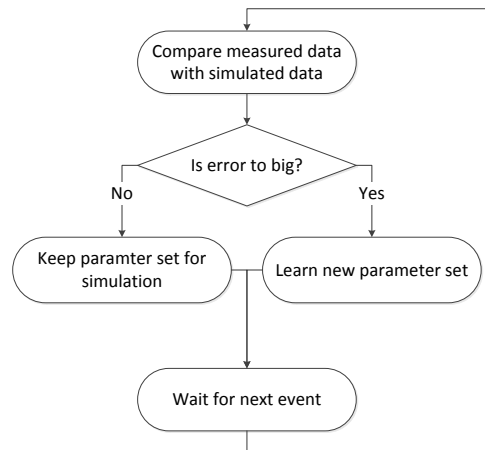 Compare measured data
with simulated data
Is error to big?
No
Yes
Keep paramter set for
simulation
Learn new parameter set
Wait for next event